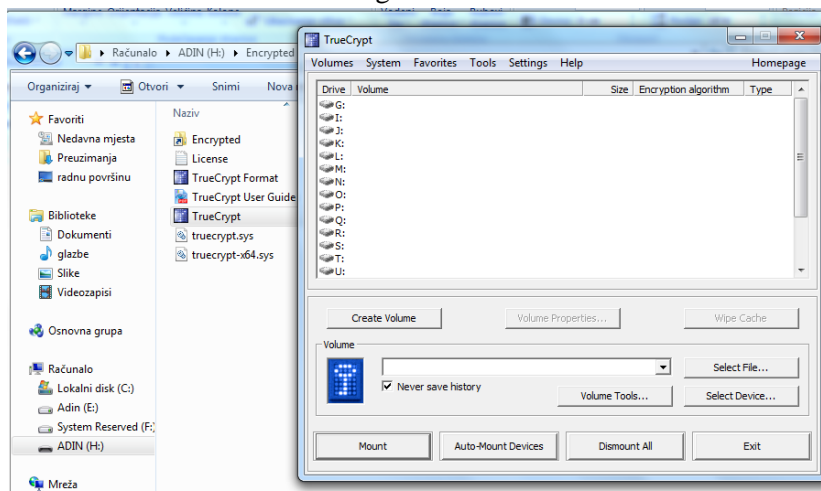 TrueCrypt
Računalo ▸ ADIN (H:) ▸ Encrypted
Volumes System Favorites Tools Settings Help Homepage
Organiziraj Otvori Snimi Nova
Drive Volume Size Encryption algorithm Type
Naziv
Favoriti
Nedavna mjesta
Preuzimanja
radnu površinu
Biblioteke
Dokumenti
glazbe
Slike
Videozapisi
Osnovna grupa
Računalo
Lokalni disk (C:)
Adin (E:)
System Reserved (F:)
ADIN (H:)
Mreža
Encrypted
License
TrueCrypt Format
TrueCrypt User Guide
TrueCrypt
truecrypt.sys
truecrypt-x64.sys
G:
I:
J:
K:
L:
M:
N:
O:
P:
Q:
R:
S:
T:
U:
Create Volume Volume Properties... Wipe Cache
Volume
Select File...
Never save history
Volume Tools... Select Device...
Mount Auto-Mount Devices Dismount All Exit